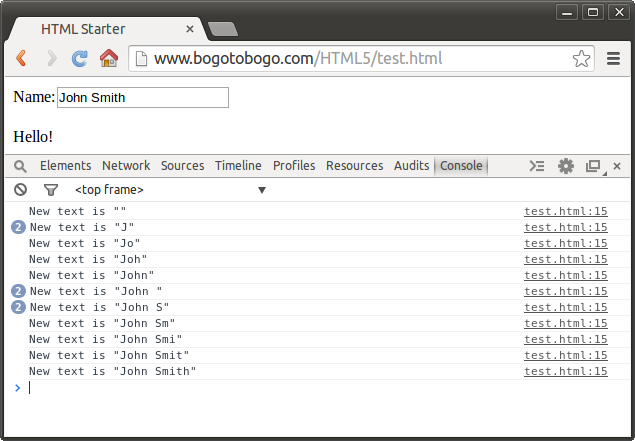 HTML Starter
www.bogotobogo.com/HTML5/test.html
Name: John Smith
Hello!
Elements Network Sources Timeline Profiles Resources Audits Console
<top frame>
New text is "" test.html:15
2 New text is "J" test.html:15
New text is "Jo" test.html:15
New text is "Joh" test.html:15
New text is "John" test.html:15
2 New text is "John " test.html:15
2 New text is "John S" test.html:15
New text is "John Sm" test.html:15
New text is "John Smi" test.html:15
New text is "John Smit" test.html:15
New text is "John Smith" test.html:15